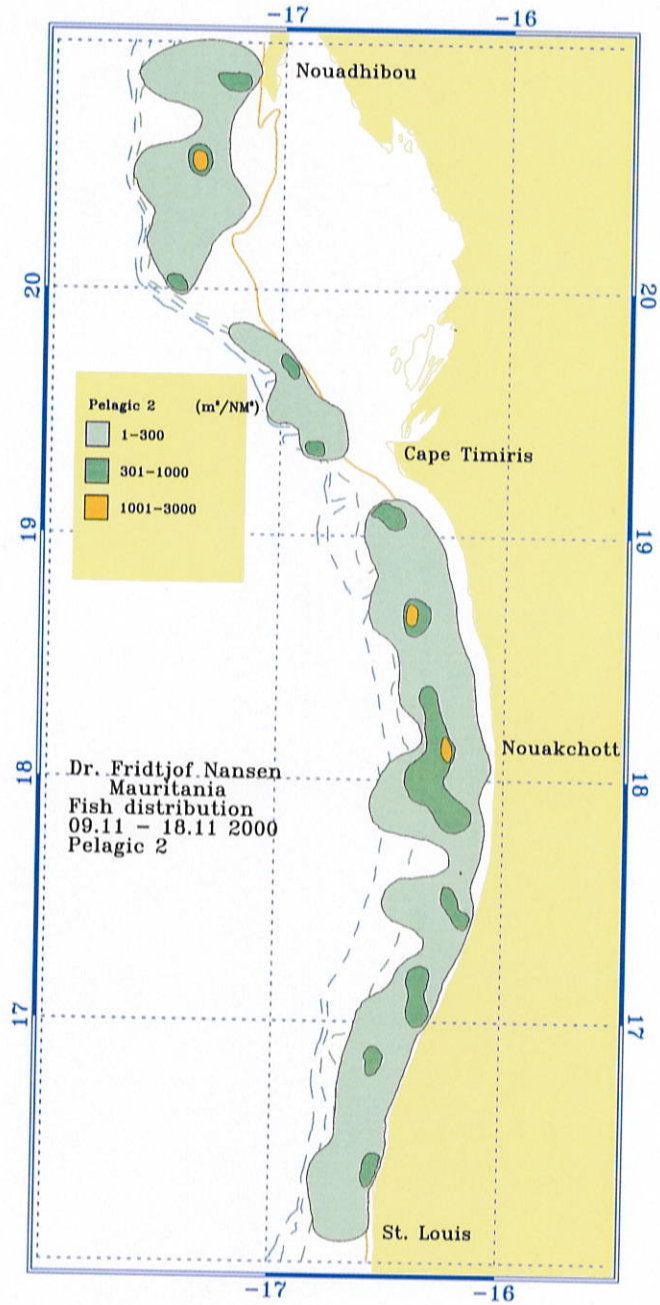 -17 -16
Nouadhibou
20 20
Pelagic 2 (m²/NM²)
1-300
301-1000
1001-3000
Cape Timiris
19 19
Nouakchott
Dr. Fridtjof Nansen
Mauritania
Fish distribution
09.11 - 18.11 2000
Pelagic 2
18 18
17 17
St. Louis
-17 -16